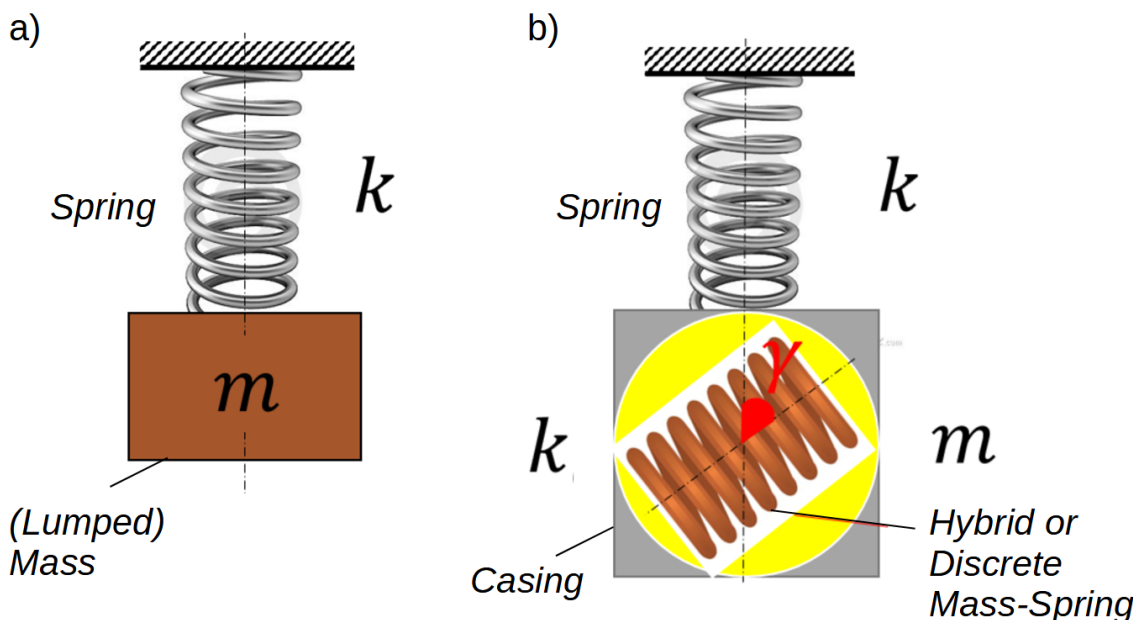 a)
Spring
k
m
(Lumped)
Mass
b)
Spring
k
γ
k
m
Casing
Hybrid or
Discrete
Mass-Spring